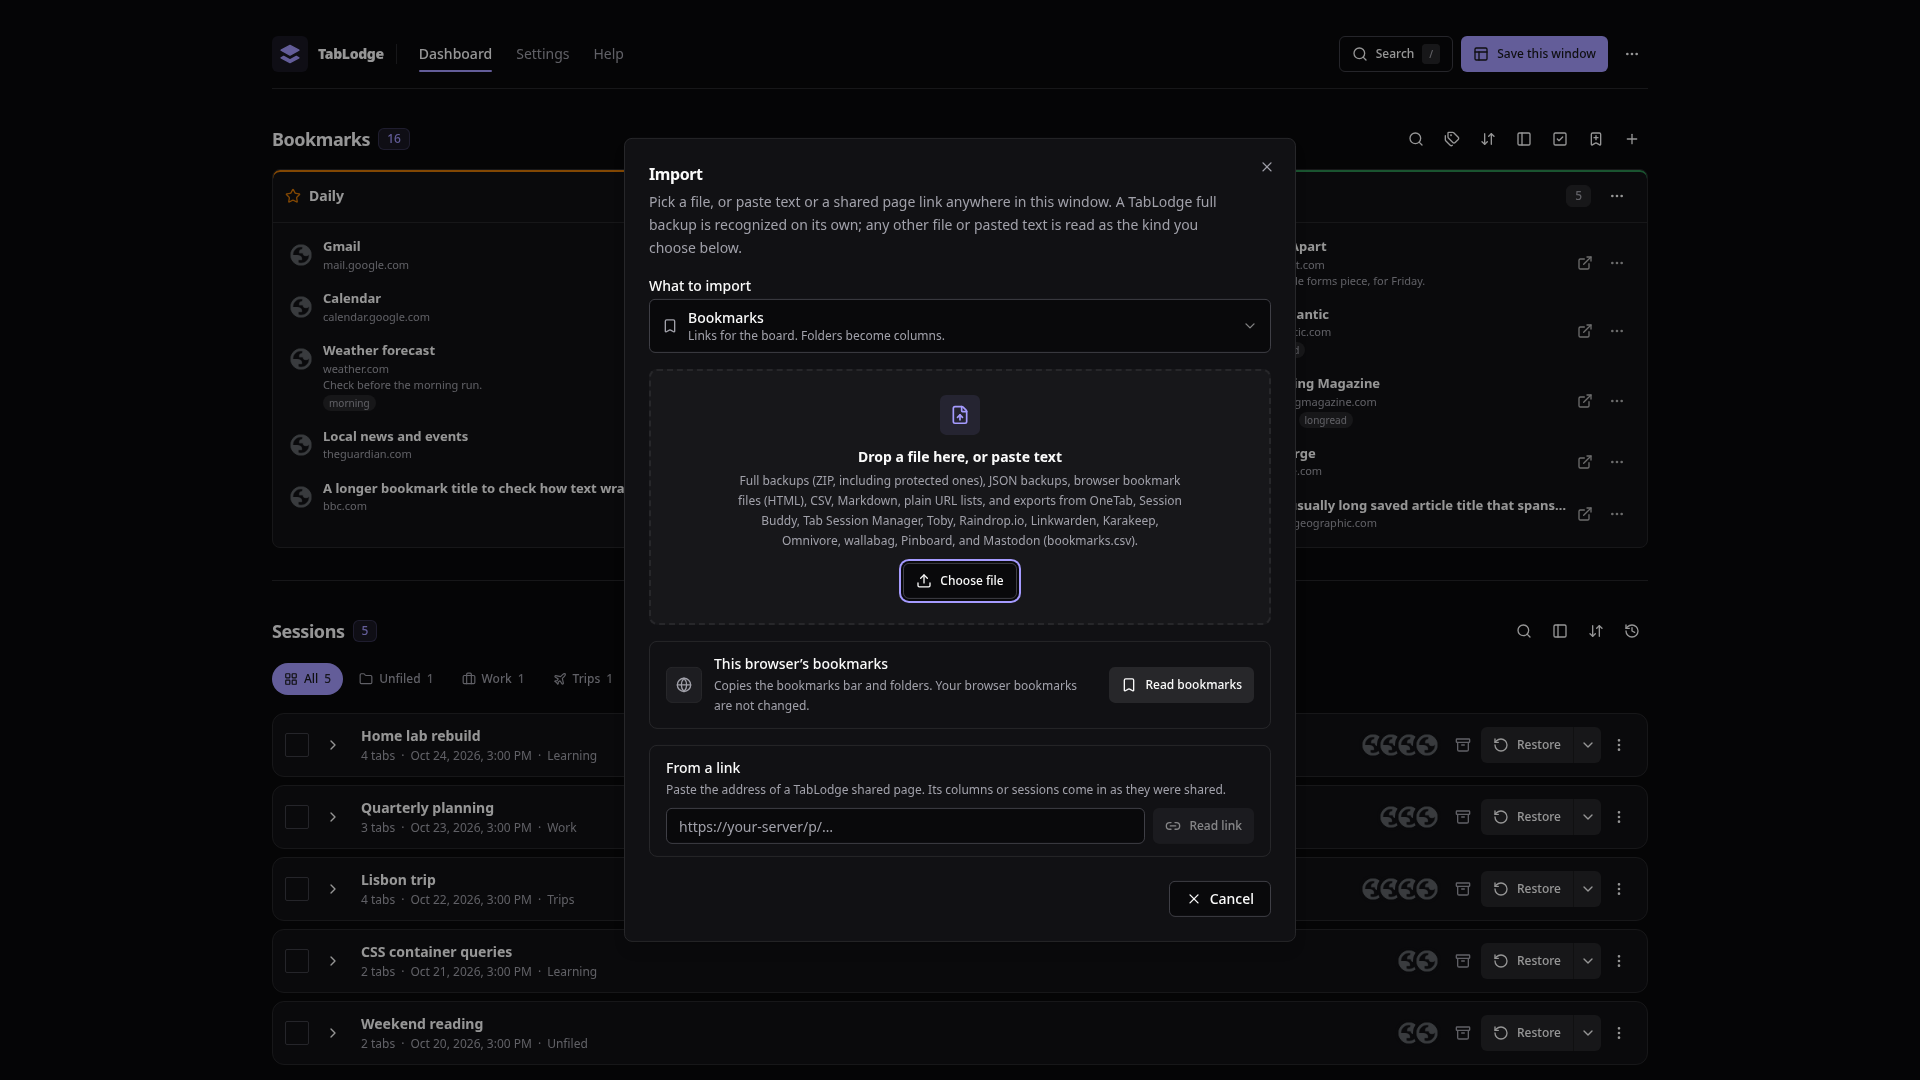 TabLodge
Dashboard
Settings
Help
Search /
Save this window
Bookmarks 16
Daily
Gmail
mail.google.com
Calendar
calendar.google.com
Weather forecast
weather.com
Check before the morning run.
morning
Local news and events
theguardian.com
A longer bookmark title to check how text wra
bbc.com
5
t.com
forms piece, for Friday.
.com
Magazine
longread
.com
saved article title that spans...
geographic.com
Import
Pick a file, or paste text or a shared page link anywhere in this window. A TabLodge full
backup is recognized on its own; any other file or pasted text is read as the kind you
choose below.
What to import
Bookmarks
Links for the board. Folders become columns.
Drop a file here, or paste text
Full backups (ZIP, including protected ones), JSON backups, browser bookmark
files (HTML), CSV, Markdown, plain URL lists, and exports from OneTab, Session
Buddy, Tab Session Manager, Toby, Raindrop.io, Linkwarden, Karakeep,
Omnivore, wallabag, Pinboard, and Mastodon (bookmarks.csv).
Choose file
This browser’s bookmarks
Copies the bookmarks bar and folders. Your browser bookmarks
are not changed.
Read bookmarks
From a link
Paste the address of a TabLodge shared page. Its columns or sessions come in as they were shared.
https://your-server/p/...
Read link
Cancel
Sessions 5
All 5
Unfiled 1
Work 1
Trips 1
Home lab rebuild
4 tabs · Oct 24, 2026, 3:00 PM · Learning
Restore
Quarterly planning
3 tabs · Oct 23, 2026, 3:00 PM · Work
Restore
Lisbon trip
4 tabs · Oct 22, 2026, 3:00 PM · Trips
Restore
CSS container queries
2 tabs · Oct 21, 2026, 3:00 PM · Learning
Restore
Weekend reading
2 tabs · Oct 20, 2026, 3:00 PM · Unfiled
Restore